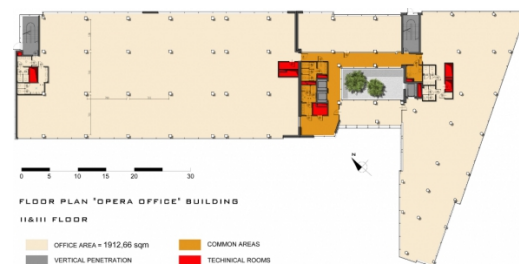 N
0 5 10 15 20 30
FLOOR PLAN "OPERA OFFICE" BUILDING
II&III FLOOR
OFFICE AREA = 1912,66 sqm
COMMON AREAS
VERTICAL PENETRATION
TECHNICAL ROOMS